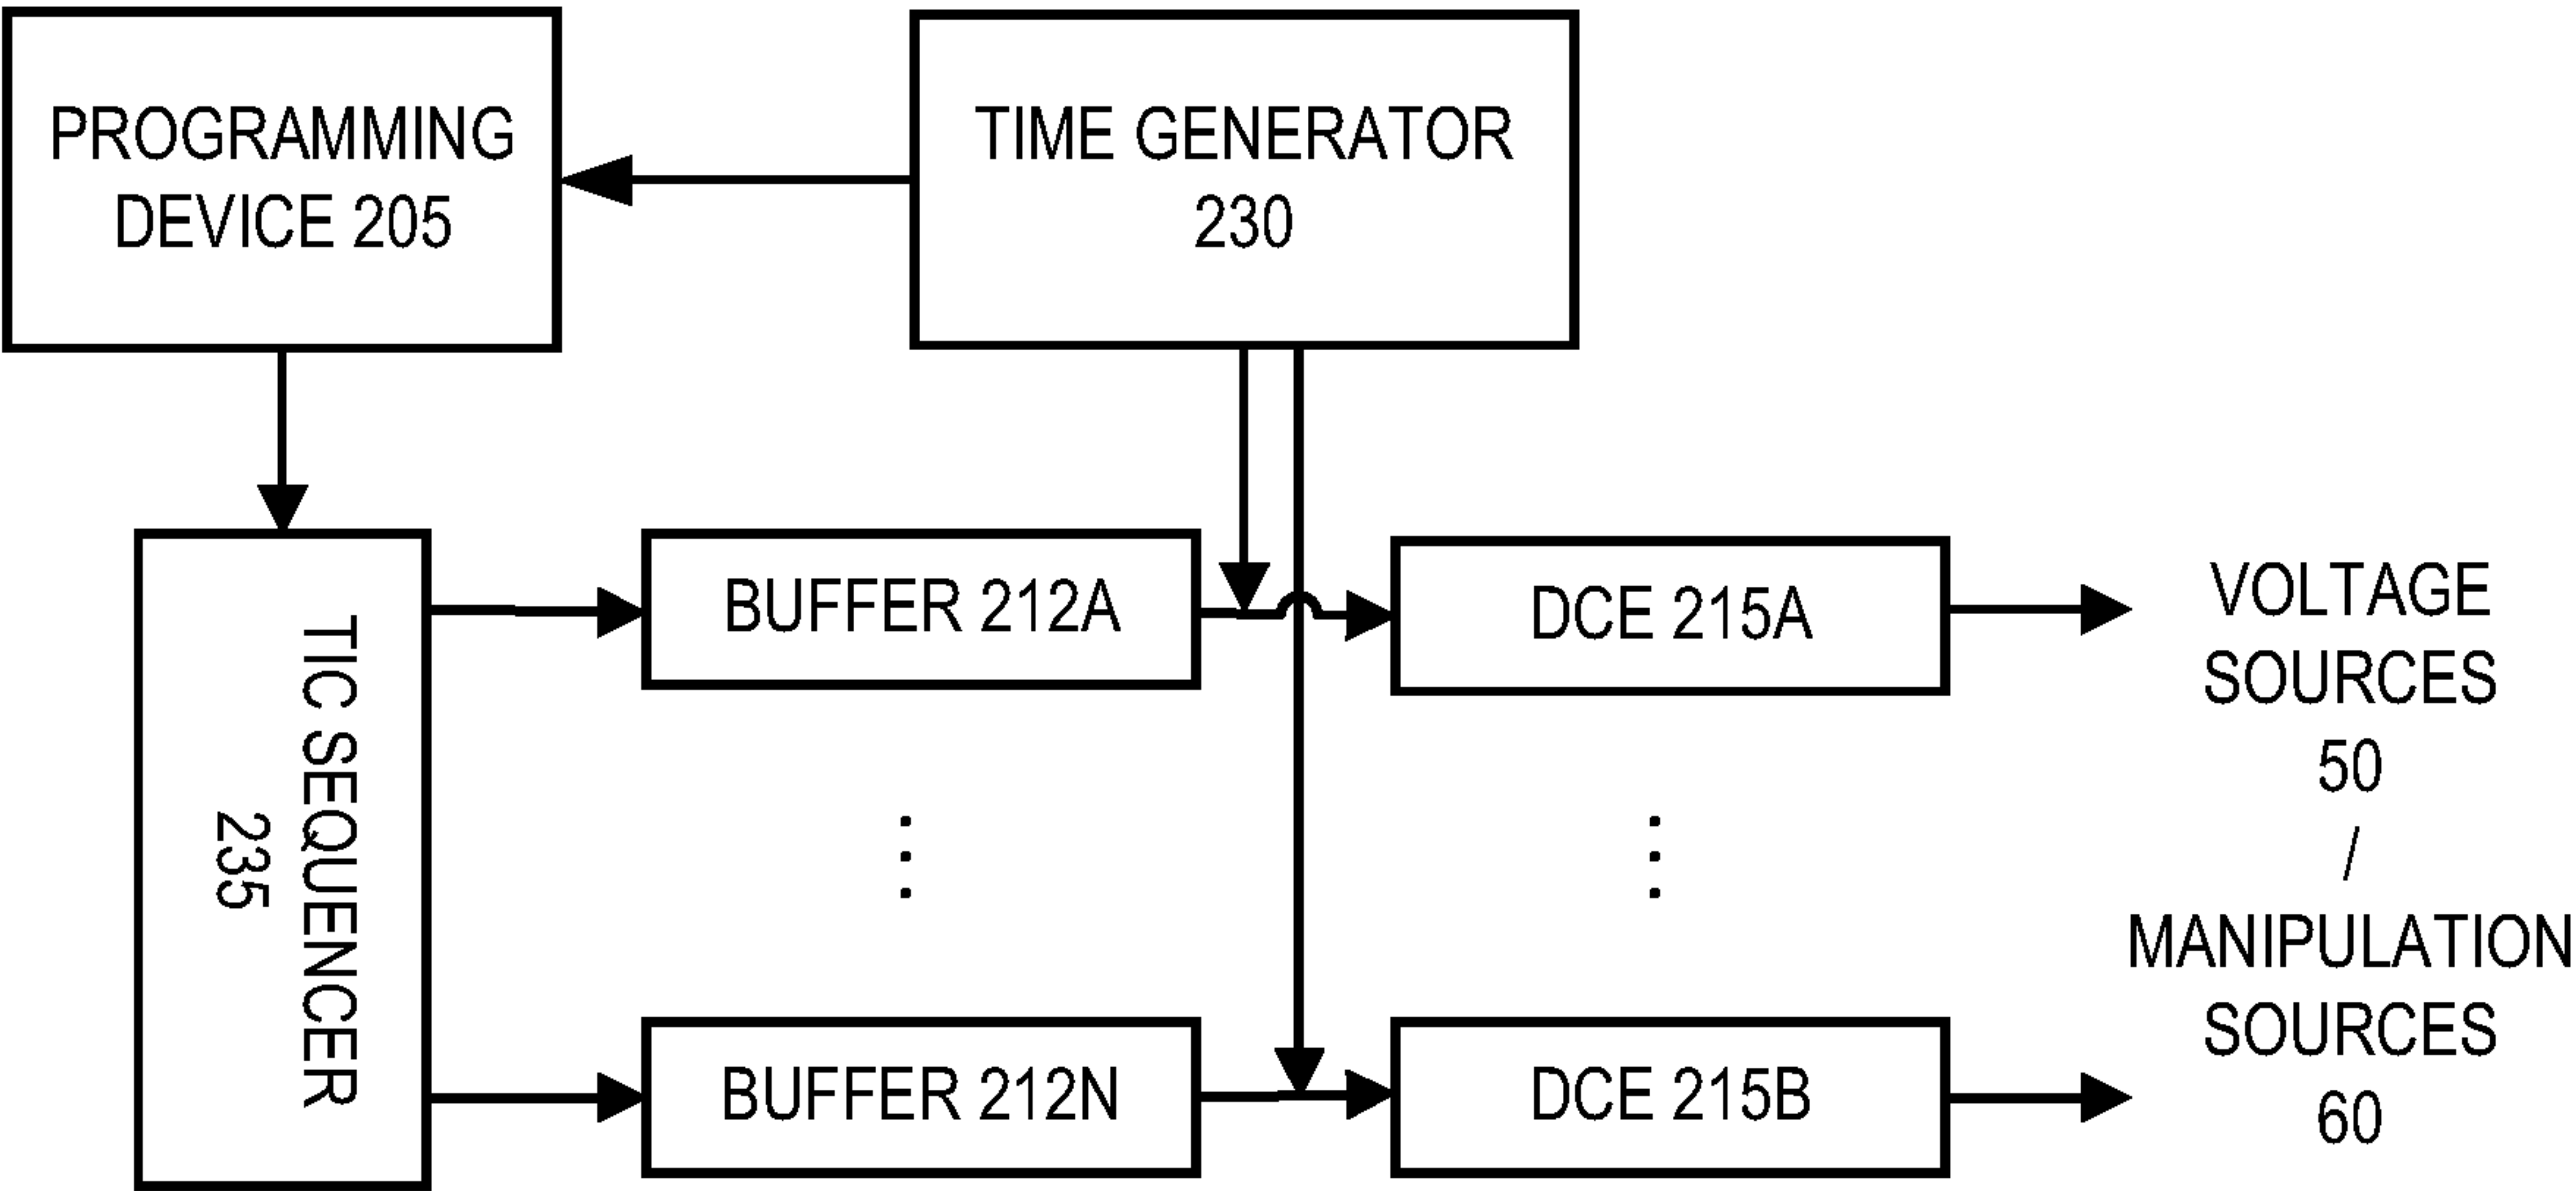 PROGRAMMING
DEVICE 205
TIME GENERATOR
230
TIC SEQUENCER
235
BUFFER 212A
DCE 215A
BUFFER 212N
DCE 215B
VOLTAGE
SOURCES
50
/
MANIPULATION
SOURCES
60